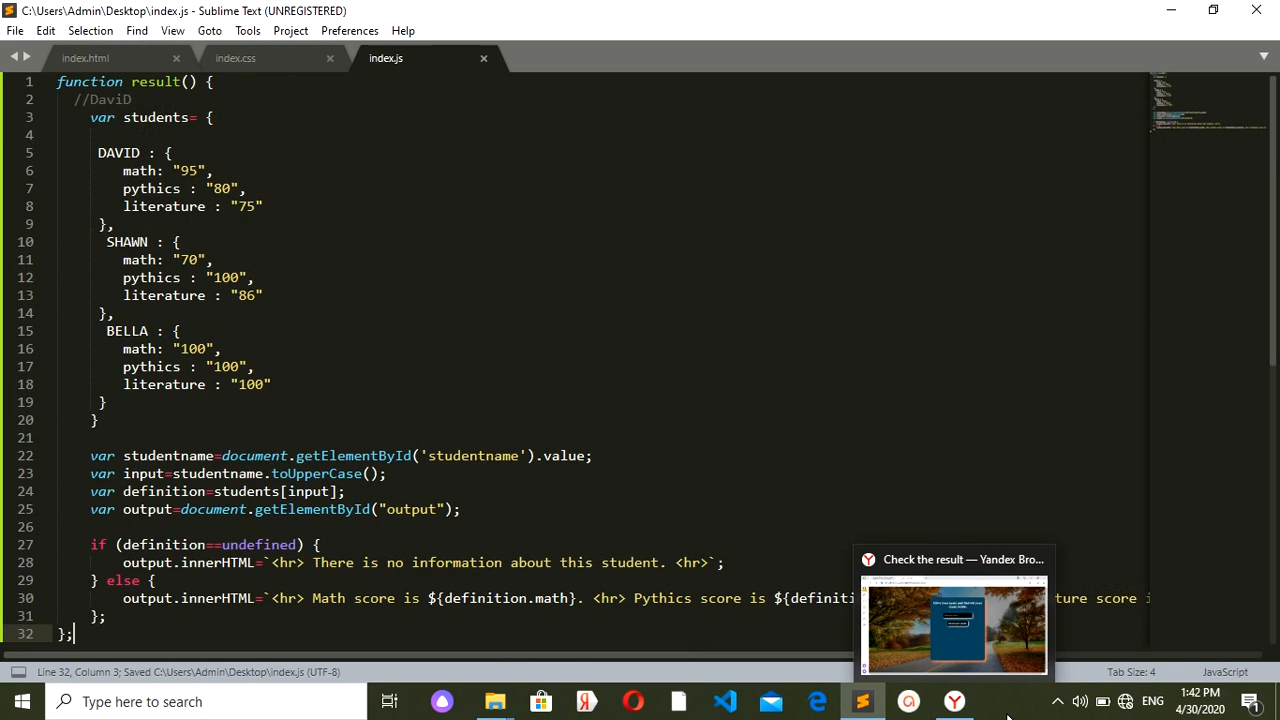 C:\Users\Admin\Desktop\index.js - Sublime Text (UNREGISTERED)
File Edit Selection Find View Goto Tools Project Preferences Help
index.html index.css index.js
1 function result() {
2 //DaviD
3 var students= {
4
5 DAVID : {
6 math: "95",
7 pythics : "80",
8 literature : "75"
9 },
10 SHAWN : {
11 math: "70",
12 pythics : "100",
13 literature : "86"
14 },
15 BELLA : {
16 math: "100",
17 pythics : "100",
18 literature : "100"
19 }
20 }
21
22 var studentname=document.getElementById('studentname').value;
23 var input=studentname.toUpperCase();
24 var definition=students[input];
25 var output=document.getElementById("output");
26
27 if (definition==undefined) {
28 output.innerHTML=`<hr> There is no information about this student. <hr>`;
29 } else {
30 output.innerHTML=`<hr> Math score is ${definition.math}. <hr> Pythics score is ${definiti ture score i
31 };
32 };
Check the result — Yandex Bro...
Line 32, Column 3; Saved C:\Users\Admin\Desktop\index.js (UTF-8) Tab Size: 4 JavaScript
Type here to search
ENG
1:42 PM
4/30/2020